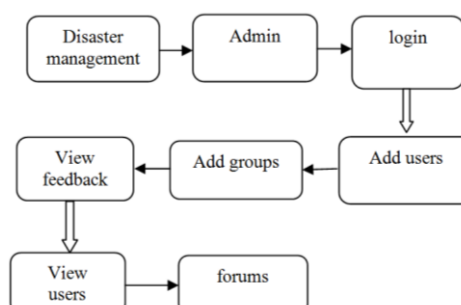 Disaster
management
Admin
login
View
feedback
Add groups
Add users
View
users
forums